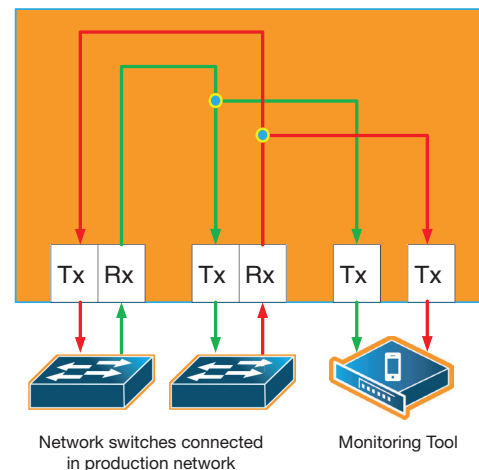 Tx Rx Tx Rx Tx Tx
Network switches connected Monitoring Tool
in production network